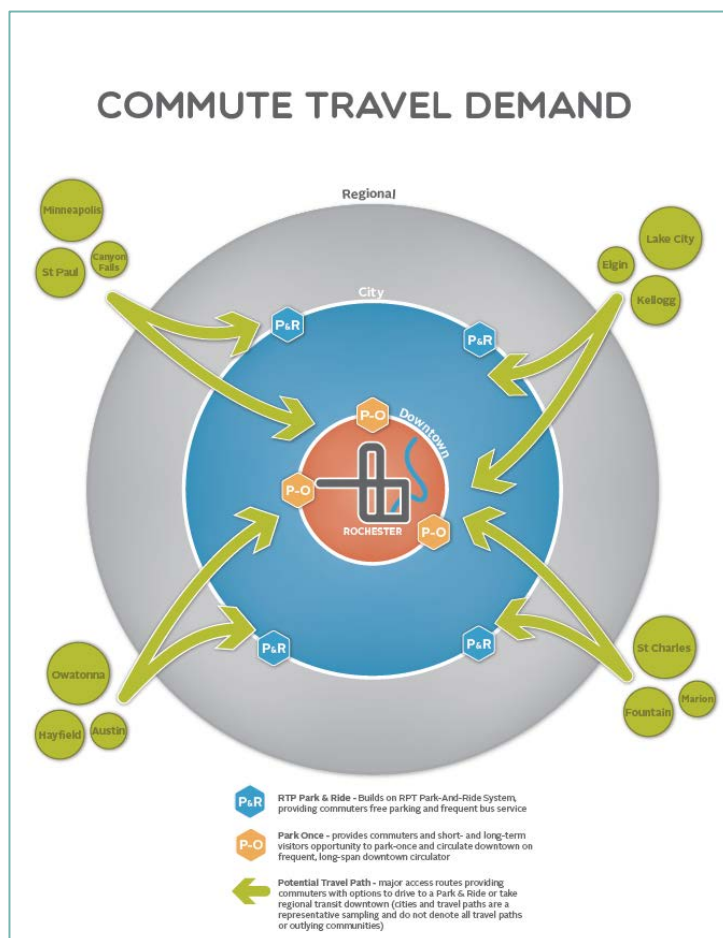 COMMUTE TRAVEL DEMAND
Regional
Minneapolis
St Paul
Canyon
Falls
Lake City
Elgin
Kellogg
City
P&R
P&R
Downtown
P-O
P-O
ROCHESTER
P-O
P&R
P&R
Owatonna
Hayfield
Austin
St Charles
Fountain
Marion
P&R
RTP Park & Ride - Builds on RPT Park-And-Ride System,
providing commuters free parking and frequent bus service
P-O
Park Once - provides commuters and short- and long-term
visitors opportunity to park-once and circulate downtown on
frequent, long-span downtown circulator
Potential Travel Path - major access routes providing
commuters with options to drive to a Park & Ride or take
regional transit downtown (cities and travel paths are a
representative sampling and do not denote all travel paths
or outlying communities)